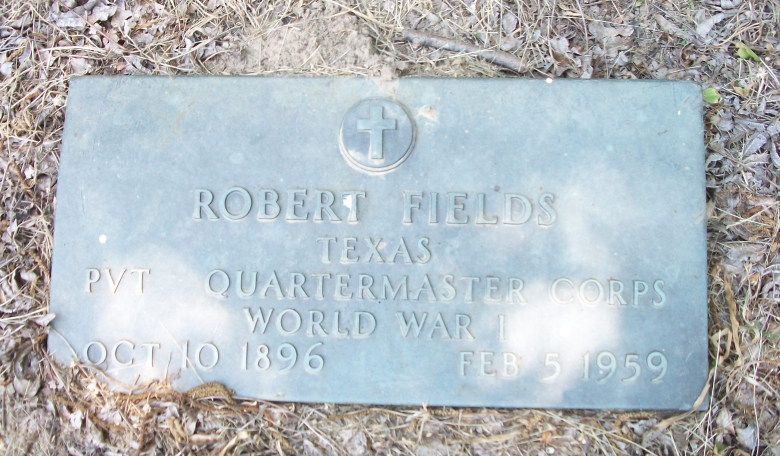 ROBERT FIELDS
TEXAS
PVT QUARTERMASTER CORPS
WORLD WAR I
OCT 10 1896 FEB 5 1959